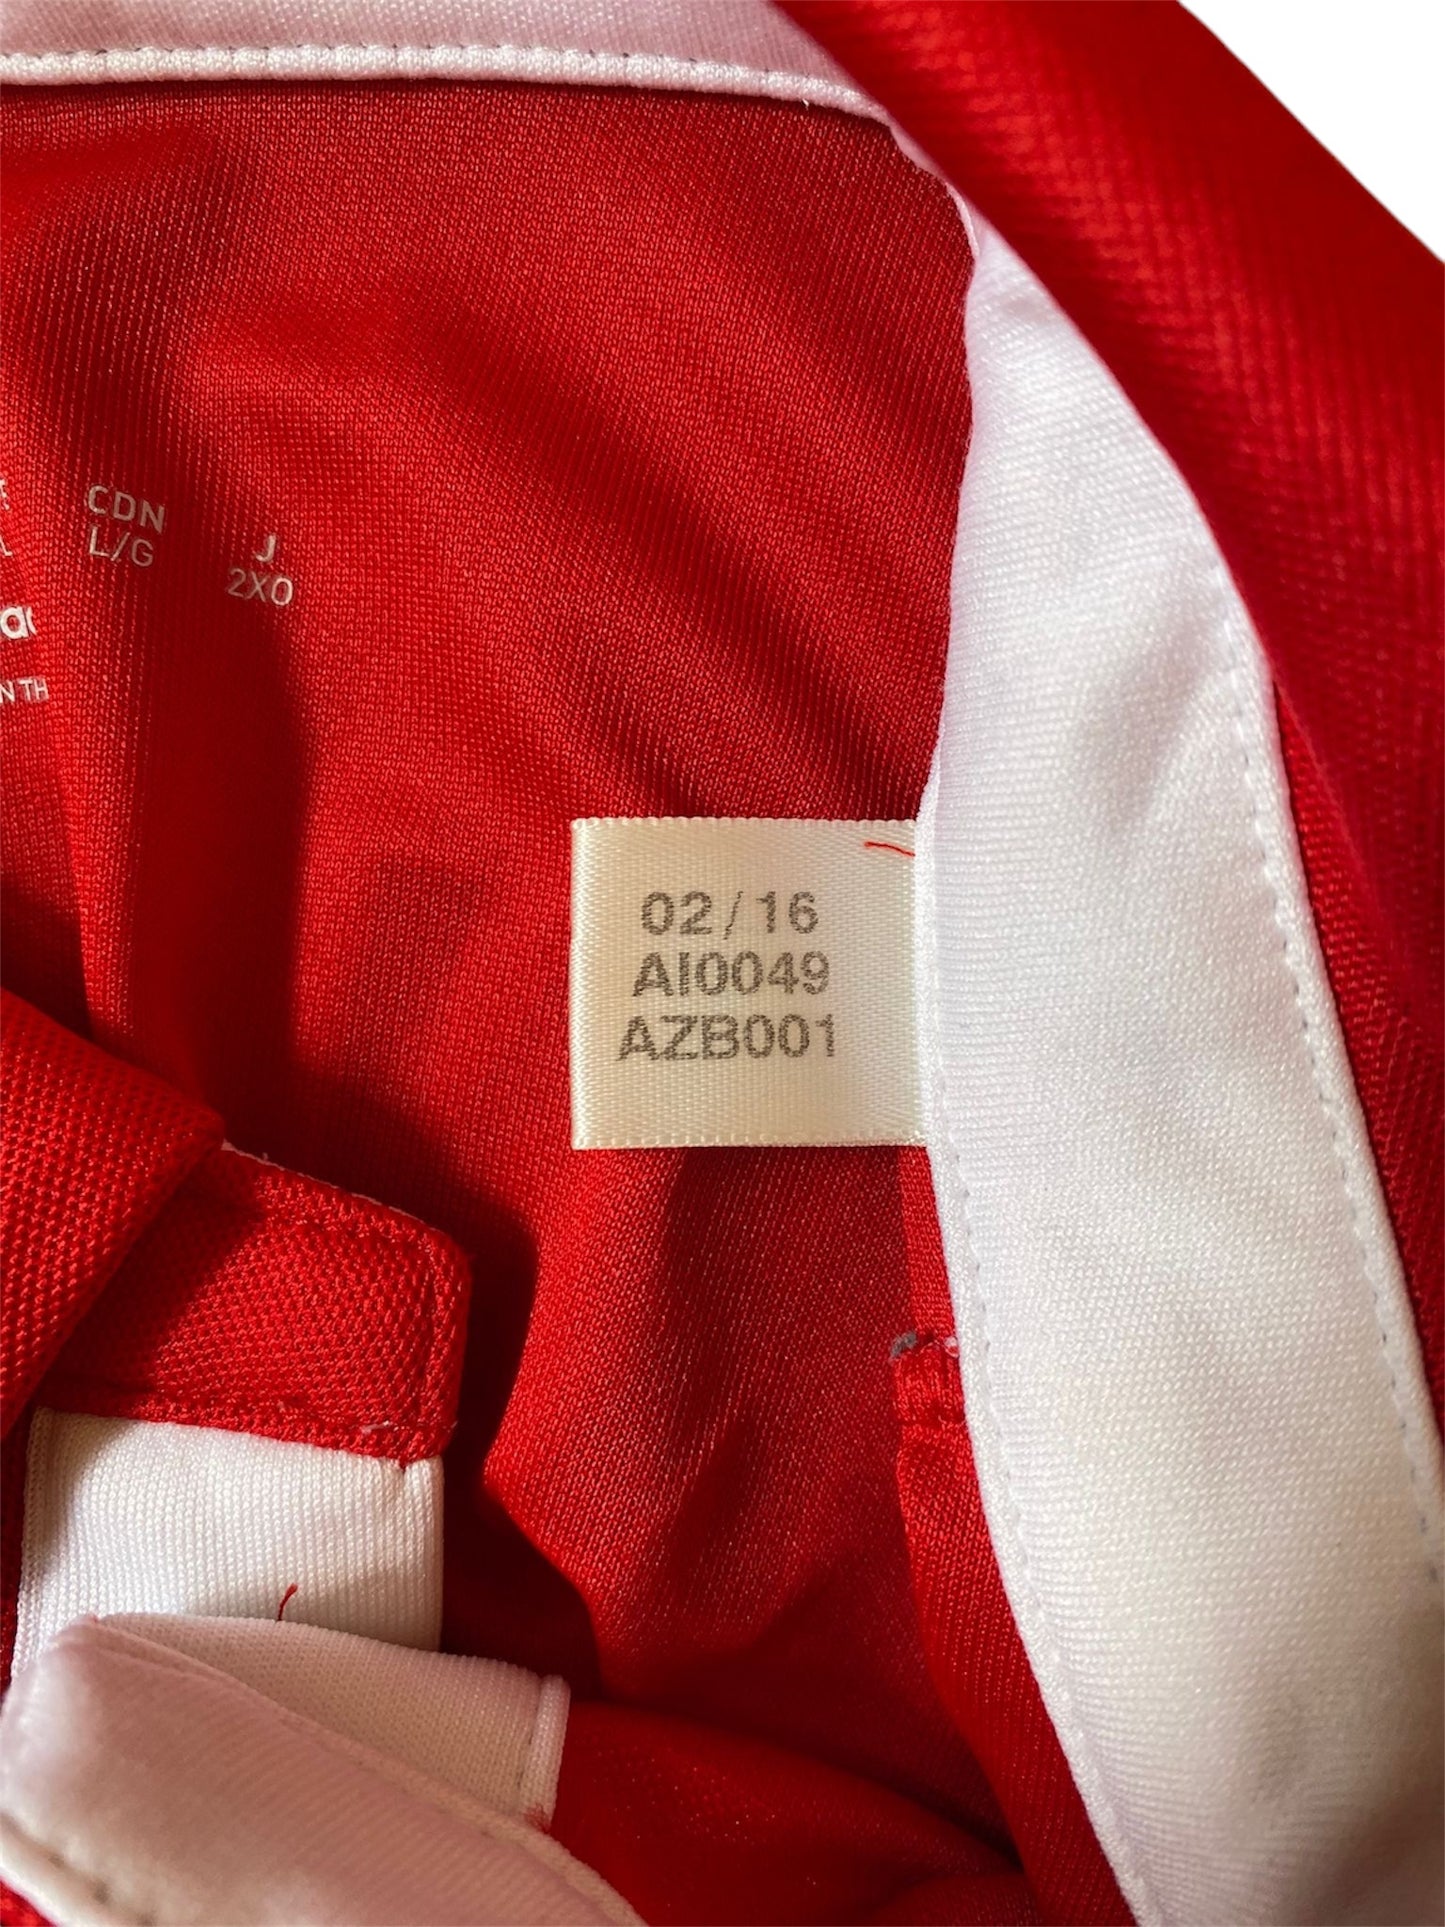 CDN
L/G
J
2XO
02/16
AI0049
AZB001